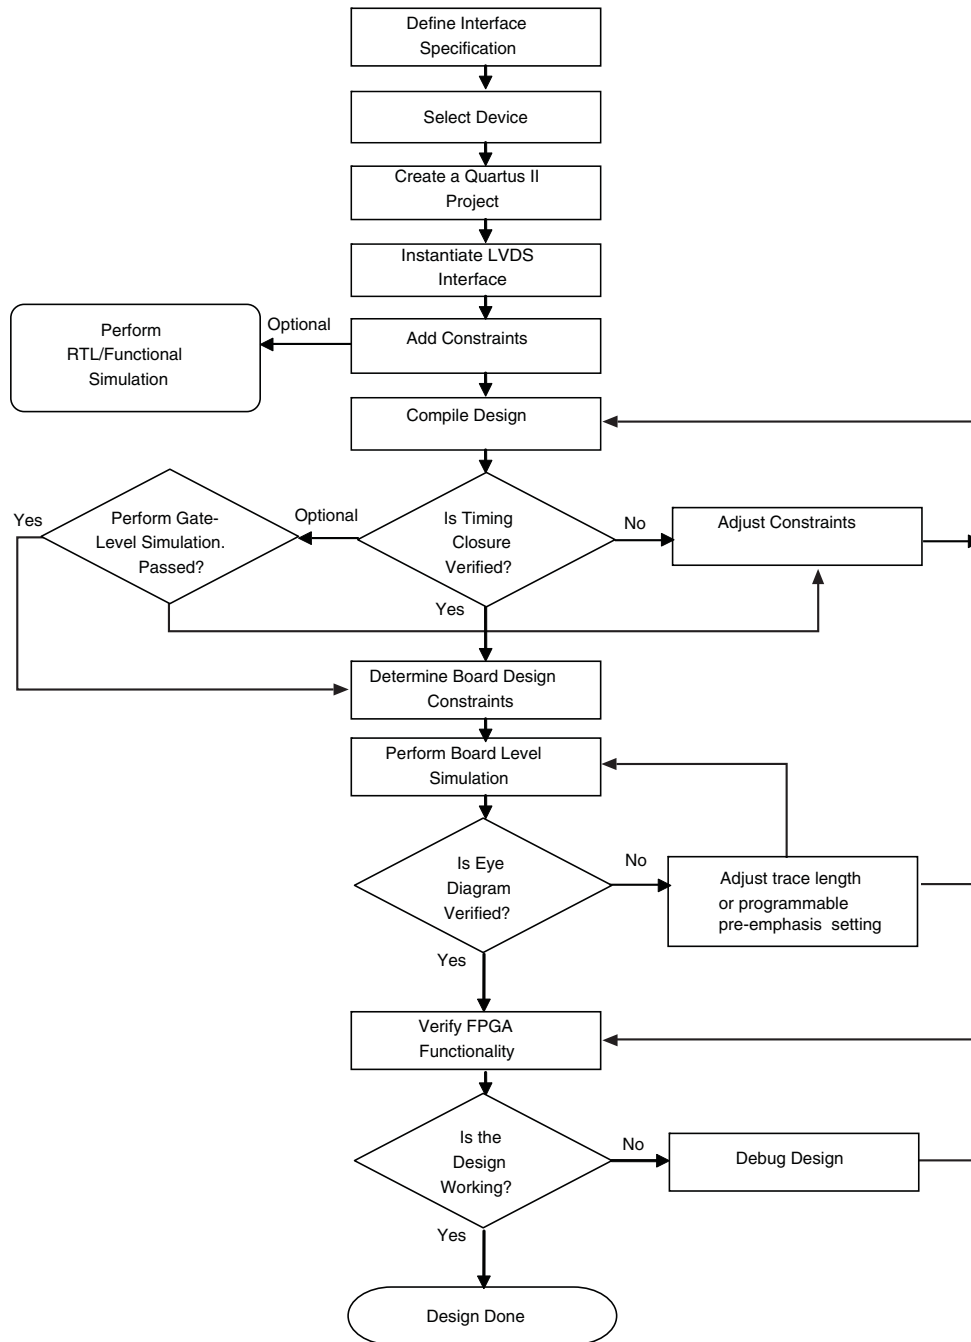 Define Interface
Specification
Select Device
Create a Quartus II
Project
Instantiate LVDS
Interface
Optional
Perform
RTL/Functional
Simulation
Add Constraints
Compile Design
Yes
Perform Gate-
Level Simulation.
Passed?
Optional
Is Timing
Closure
Verified?
No
Adjust Constraints
Yes
Determine Board Design
Constraints
Perform Board Level
Simulation
Is Eye
Diagram
Verified?
No
Adjust trace length
or programmable
pre-emphasis setting
Yes
Verify FPGA
Functionality
Is the
Design
Working?
No
Debug Design
Yes
Design Done